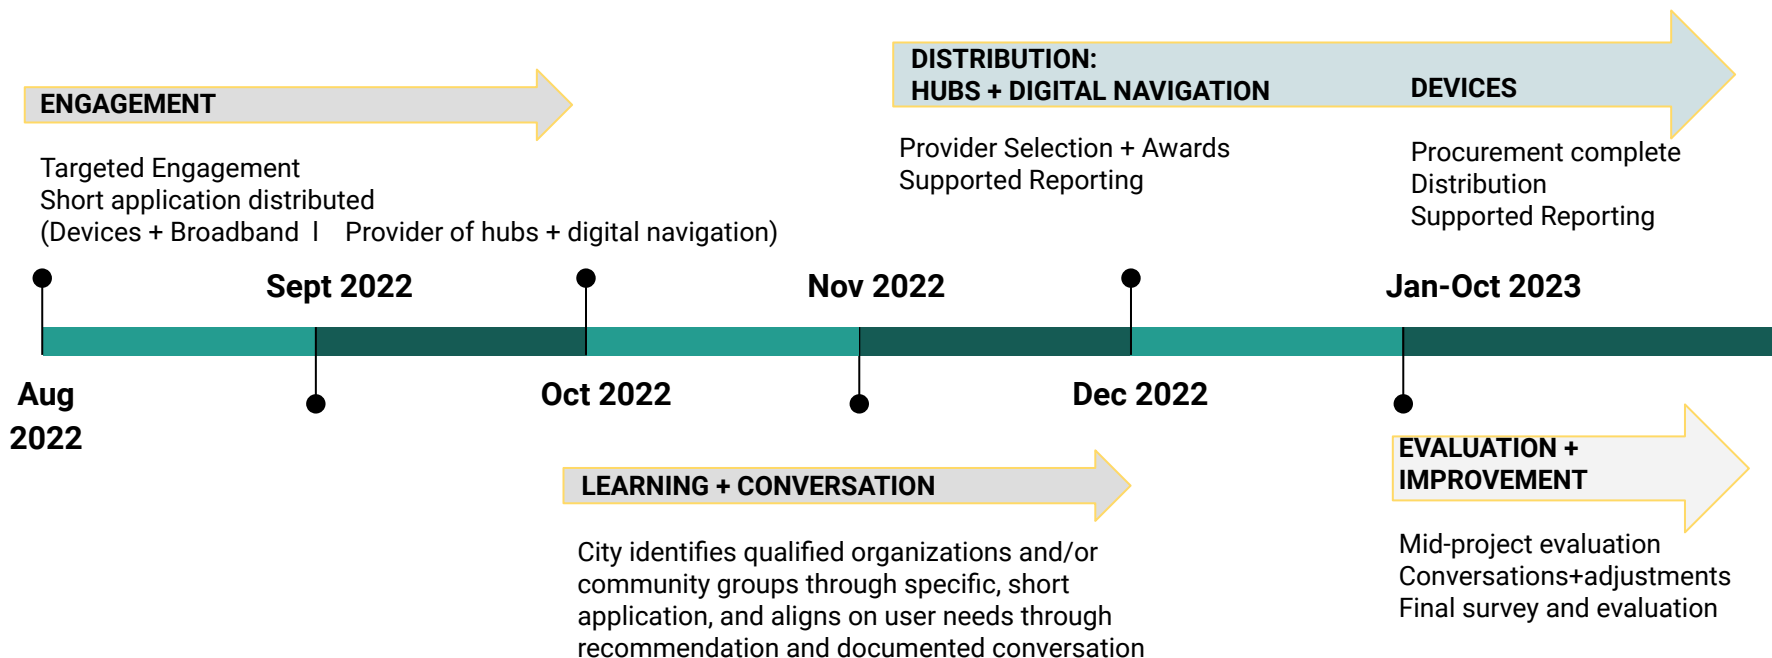 ENGAGEMENT
Targeted Engagement
Short application distributed
(Devices + Broadband l Provider of hubs + digital navigation)
DISTRIBUTION:
HUBS + DIGITAL NAVIGATION
Provider Selection + Awards
Supported Reporting
DEVICES
Procurement complete
Distribution
Supported Reporting
Sept 2022
Nov 2022
Jan-Oct 2023
Aug
2022
Oct 2022
Dec 2022
LEARNING + CONVERSATION
City identifies qualified organizations and/or
community groups through specific, short
application, and aligns on user needs through
recommendation and documented conversation
EVALUATION +
IMPROVEMENT
Mid-project evaluation
Conversations+adjustments
Final survey and evaluation